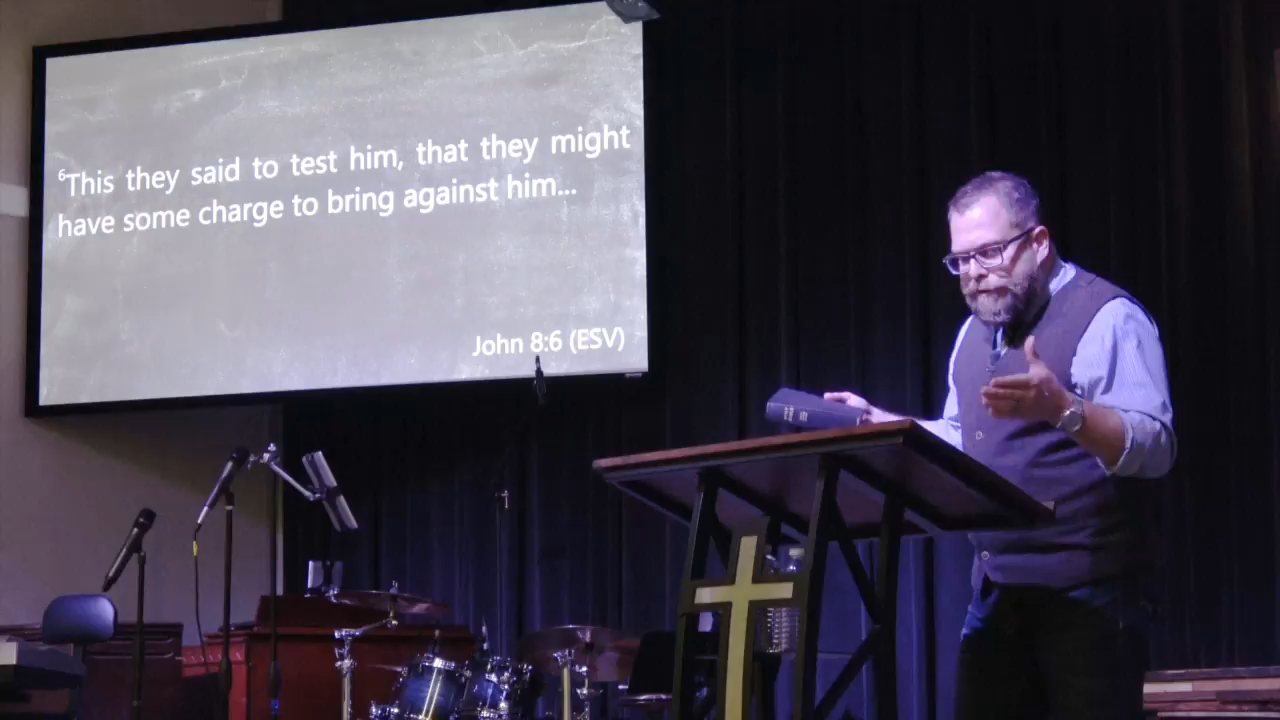 ⁶This they said to test him, that they might
have some charge to bring against him...
John 8:6 (ESV)